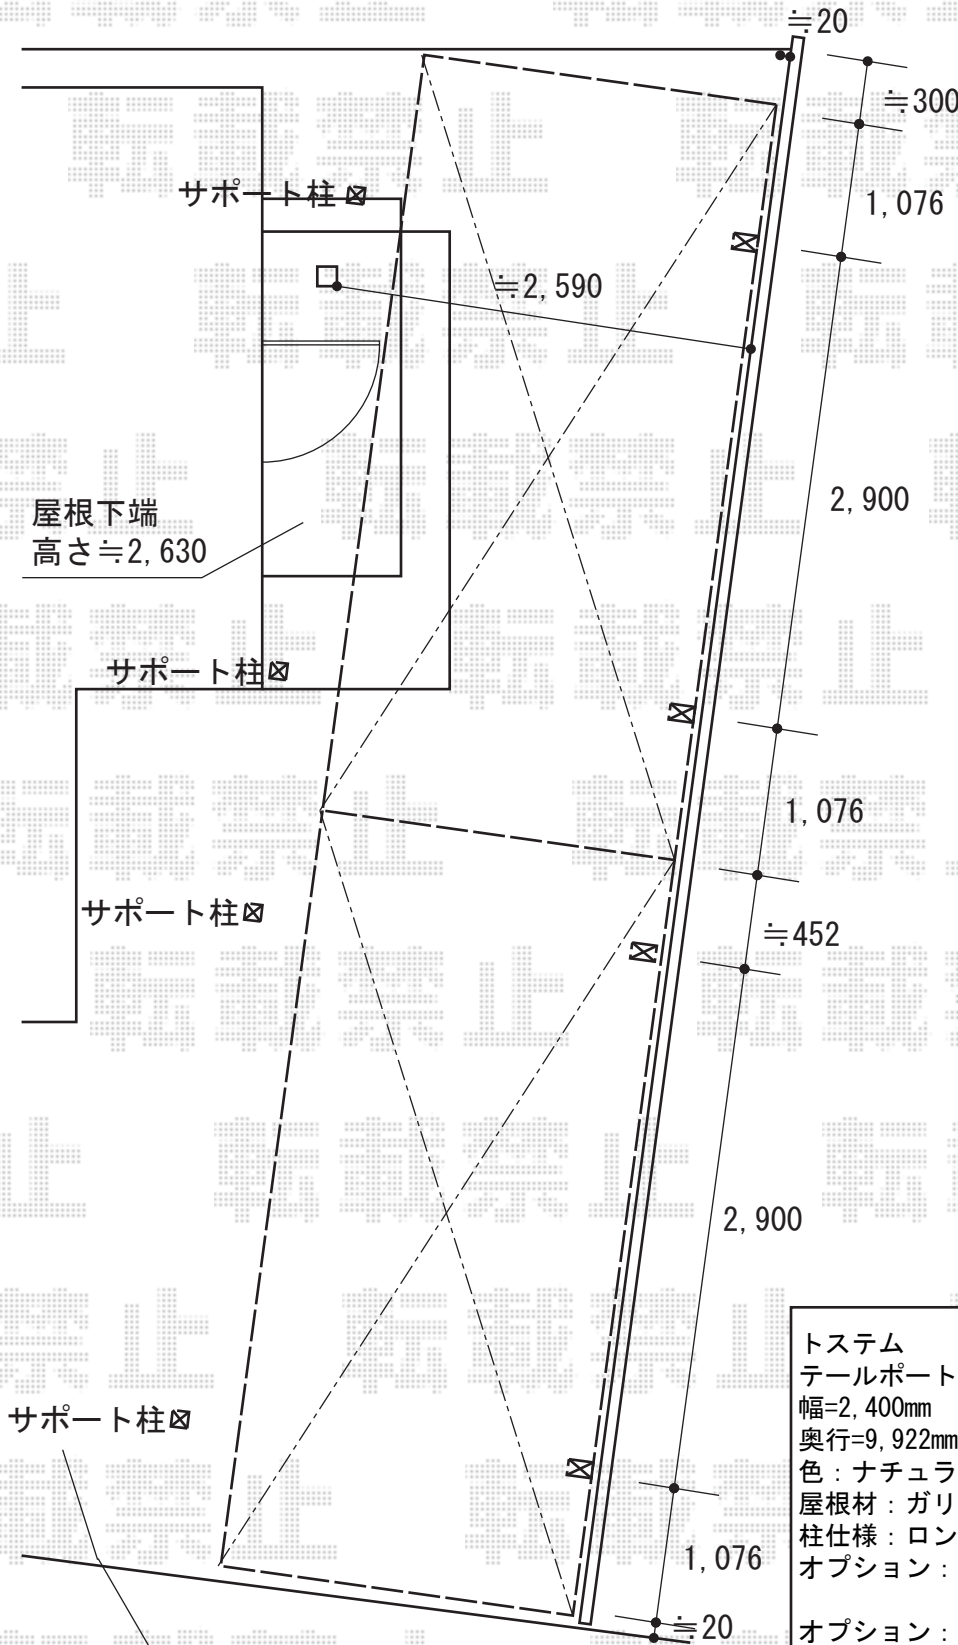 ≒20
≒300
サポート柱
1,076
≒2,590
2,900
屋根下端
高さ≒2,630
サポート柱
1,076
サポート柱
≒452
2,900
トステム
テールポート
幅=2,400mm
奥行=9,922mm
色：ナチュラ
屋根材：ガリ
柱仕様：ロン
オプション：
オプション：
サポート柱
1,076
≒20
転載禁止